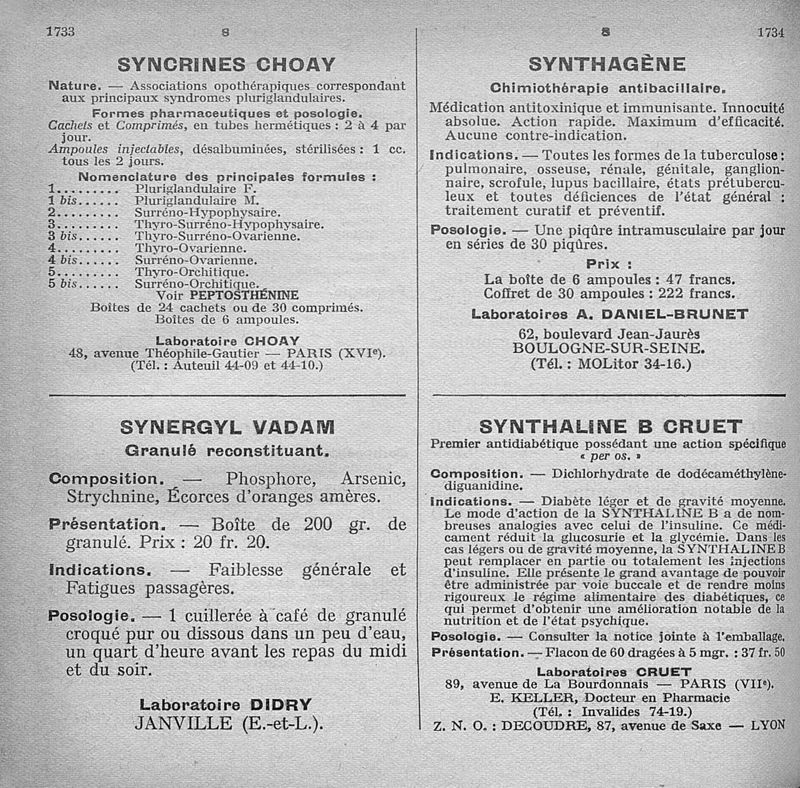 1733
S
SYNCRINES CHOAY
Nature. — Associations opothérapiques correspondant
aux principaux syndromes pluriglandulaires.
Formes pharmaceutiques et posologie.
Cachets et Comprimés, en tubes hermétiques : 2 à 4 par
jour.
Ampoules injectables, désalbuminées, stérilisées : 1 cc.
tous les 2 jours.
Nomenclature des principales formules :
1......... Pluriglandulaire F.
1 bis...... Pluriglandulaire M.
2......... Surréno-Hypophysaire.
3......... Thyro-Surréno-Hypophysaire.
3 bis...... Thyro-Surréno-Ovarienne.
4......... Thyro-Ovarienne.
4 bis...... Surréno-Ovarienne.
5......... Thyro-Orchitique.
5 bis...... Surréno-Orchitique.
Voir PEPTOSTHÉNINE
Boîtes de 24 cachets ou de 30 comprimés.
Boîtes de 6 ampoules.
Laboratoire CHOAY
48, avenue Théophile-Gautier — PARIS (XVIe).
(Tél. : Auteuil 44-09 et 44-10.)
SYNERGYL VADAM
Granulé reconstituant.
Composition. — Phosphore, Arsenic,
Strychnine, Écorces d'oranges amères.
Présentation. — Boîte de 200 gr. de
granulé. Prix : 20 fr. 20.
Indications. — Faiblesse générale et
Fatigues passagères.
Posologie. — 1 cuillerée à café de granulé
croqué pur ou dissous dans un peu d'eau,
un quart d'heure avant les repas du midi
et du soir.
Laboratoire DIDRY
JANVILLE (E.-et-L.).
S
1734
SYNTHAGÈNE
Chimiothérapie antibacillaire.
Médication antitoxinique et immunisante. Innocuité
absolue. Action rapide. Maximum d'efficacité.
Aucune contre-indication.
Indications. — Toutes les formes de la tuberculose :
pulmonaire, osseuse, rénale, génitale, ganglion-
naire, scrofule, lupus bacillaire, états prétubercu-
leux et toutes déficiences de l'état général :
traitement curatif et préventif.
Posologie. — Une piqûre intramusculaire par jour
en séries de 30 piqûres.
Prix :
La boîte de 6 ampoules : 47 francs.
Coffret de 30 ampoules : 222 francs.
Laboratoires A. DANIEL-BRUNET
62, boulevard Jean-Jaurès
BOULOGNE-SUR-SEINE.
(Tél. : MOLitor 34-16.)
SYNTHALINE B CRUET
Premier antidiabétique possédant une action spécifique
« per os. »
Composition. — Dichlorhydrate de dodécaméthylène-
diguanidine.
Indications. — Diabète léger et de gravité moyenne.
Le mode d'action de la SYNTHALINE B a de nom-
breuses analogies avec celui de l'insuline. Ce médi-
cament réduit la glucosurie et la glycémie. Dans les
cas légers ou de gravité moyenne, la SYNTHALINE B
peut remplacer en partie ou totalement les injections
d'insuline. Elle présente le grand avantage de pouvoir
être administrée par voie buccale et de rendre moins
rigoureux le régime alimentaire des diabétiques, ce
qui permet d'obtenir une amélioration notable de la
nutrition et de l'état psychique.
Posologie. — Consulter la notice jointe à l'emballage.
Présentation. — Flacon de 60 dragées à 5 mgr. : 37 fr. 50
Laboratoires CRUET
89, avenue de La Bourdonnais — PARIS (VIIe).
E. KELLER, Docteur en Pharmacie
(Tél. : Invalides 74-19.)
Z. N. O. : DECOUDRE, 87, avenue de Saxe — LYON